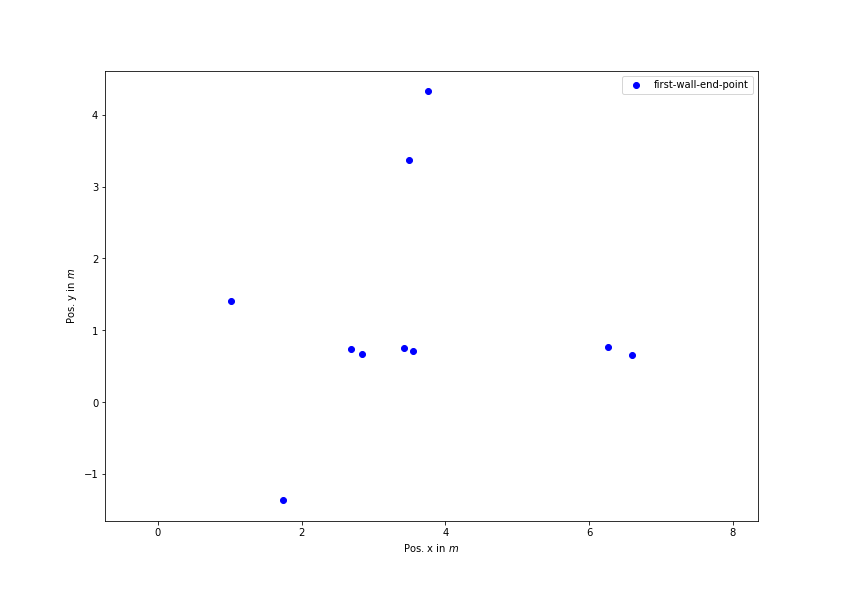 first-wall-end-point
4
3
2
1
0
−1
Pos. y in m
0 2 4 6 8
Pos. x in m